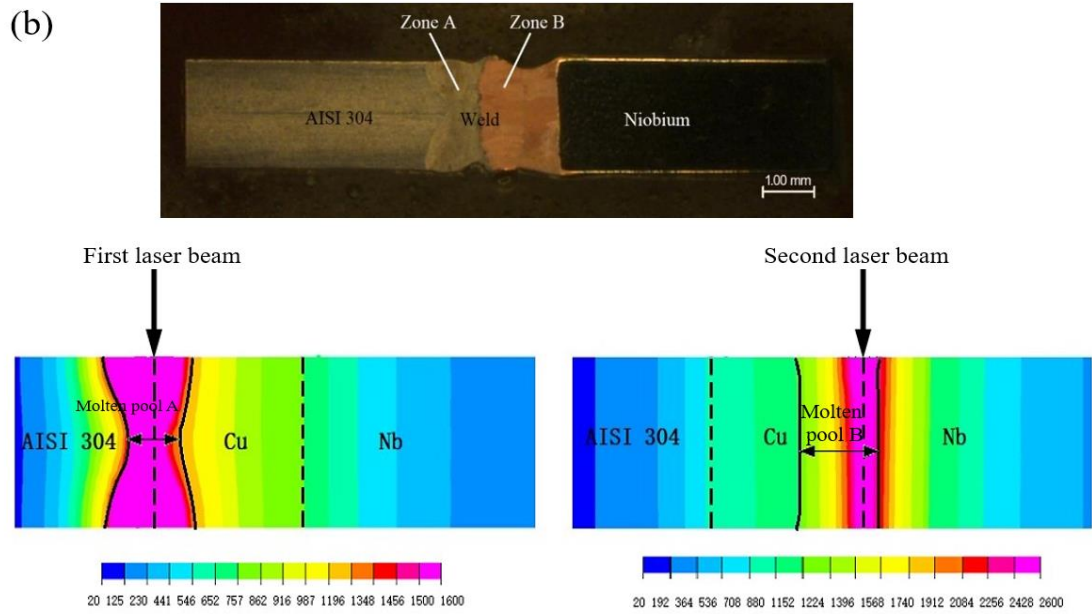 (b)
Zone A
Zone B
AISI 304
Weld
Niobium
1.00 mm
First laser beam
Second laser beam
Molten pool A
AISI 304
Cu
Nb
AISI 304
Cu
Molten
pool B
Nb
20 125 230 441 546 652 757 862 916 987 1196 1348 1456 1500 1600
20 192 364 536 708 880 1152 1224 1396 1568 1740 1912 2084 2256 2428 2600